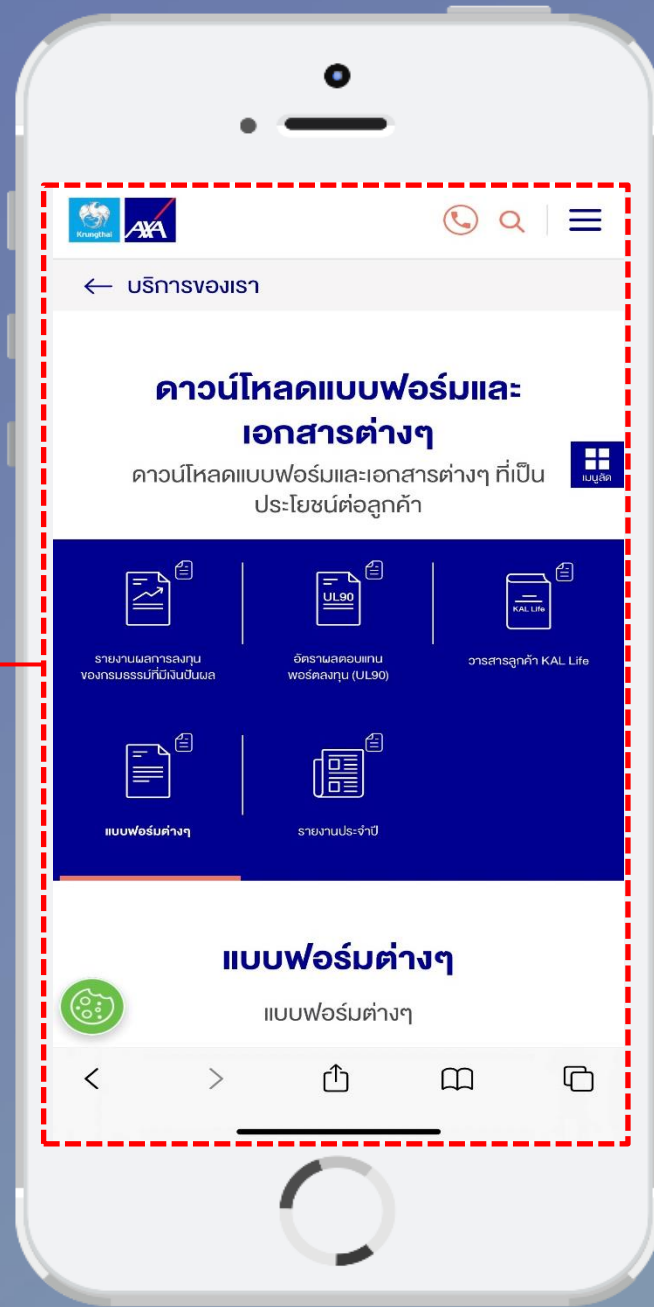 Krungthai
AXA
บริการของเรา
ดาวน์โหลดแบบฟอร์มและ
เอกสารต่างๆ
ดาวน์โหลดแบบฟอร์มและเอกสารต่างๆ ที่เป็น
ประโยชน์ต่อลูกค้า
เมนูลัด
UL90
KAL Life
รายงานผลการลงทุน
ของกรมธรรม์ที่มีเงินปันผล
อัตราผลตอบแทน
พอร์ตลงทุน (UL90)
วารสารลูกค้า KAL Life
แบบฟอร์มต่างๆ
รายงานประจำปี
แบบฟอร์มต่างๆ
แบบฟอร์มต่างๆ